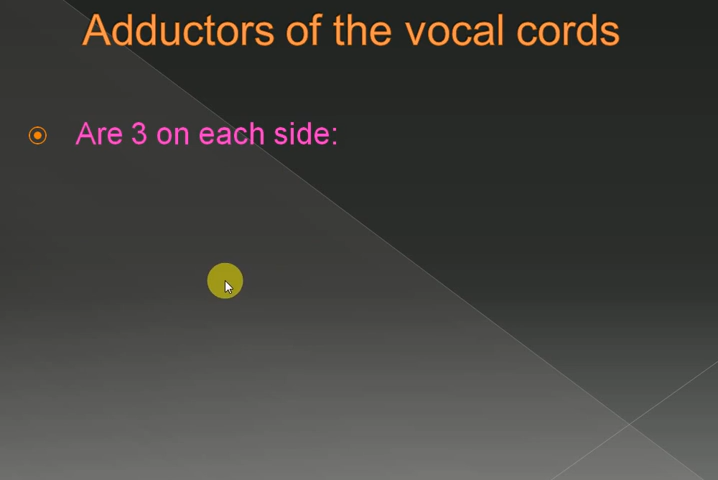 Adductors of the vocal cords
Are 3 on each side: